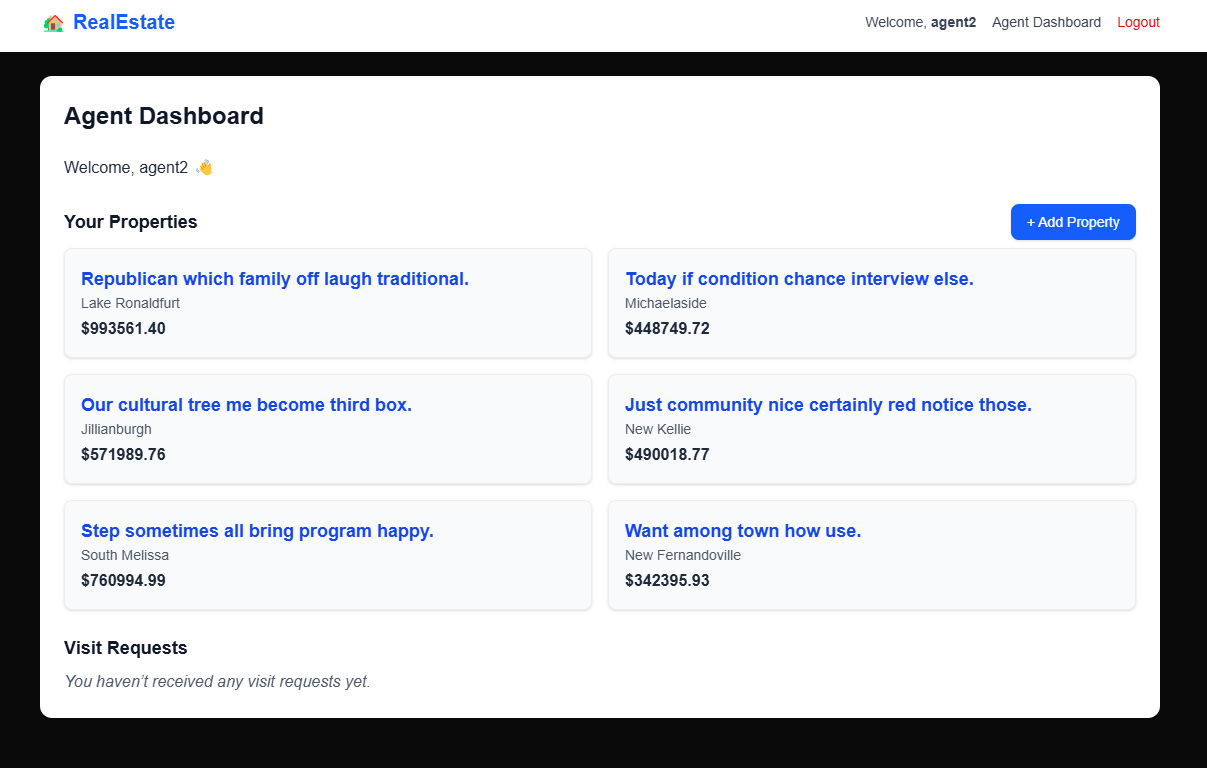 RealEstate
Welcome, agent2 Agent Dashboard Logout
Agent Dashboard
Welcome, agent2
Your Properties
+ Add Property
Republican which family off laugh traditional.
Lake Ronaldfurt
$993561.40
Today if condition chance interview else.
Michaelaside
$448749.72
Our cultural tree me become third box.
Jillianburgh
$571989.76
Just community nice certainly red notice those.
New Kellie
$490018.77
Step sometimes all bring program happy.
South Melissa
$760994.99
Want among town how use.
New Fernandoville
$342395.93
Visit Requests
You haven’t received any visit requests yet.